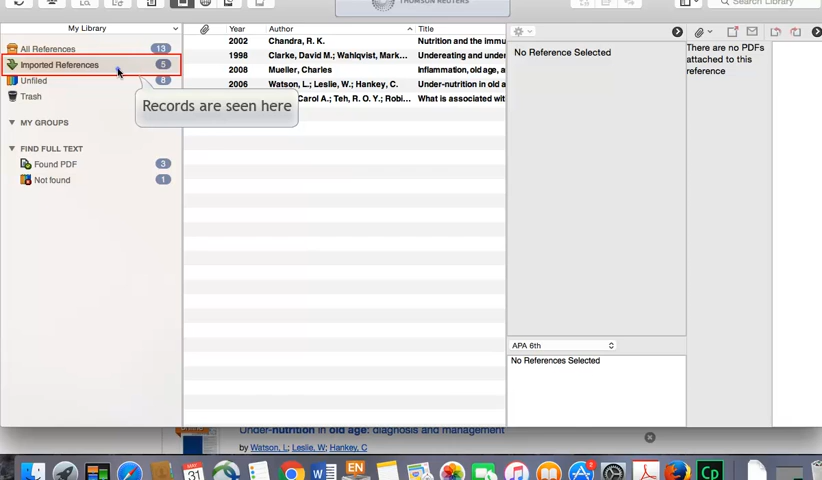 THOMSON REUTERS
Search Library
My Library
Year Author Title
All References 13
Imported References 5
Unfiled 8
Trash
MY GROUPS
FIND FULL TEXT
Found PDF 3
Not found 1
2002 Chandra, R. K. Nutrition and the immu
1998 Clarke, David M.; Wahlqvist, Mark... Undereating and under
2008 Mueller, Charles Inflammation, old age, a
2006 Watson, L.; Leslie, W.; Hankey, C. Under-nutrition in old a
Carol A.; Teh, R. O. Y.; Robi... What is associated wit
Records are seen here
No Reference Selected
There are no PDFs
attached to this
reference
APA 6th
No References Selected
Under-nutrition in old age: diagnosis and management
by Watson, L; Leslie, W; Hankey, C
MAY
31
EN
2
Cp